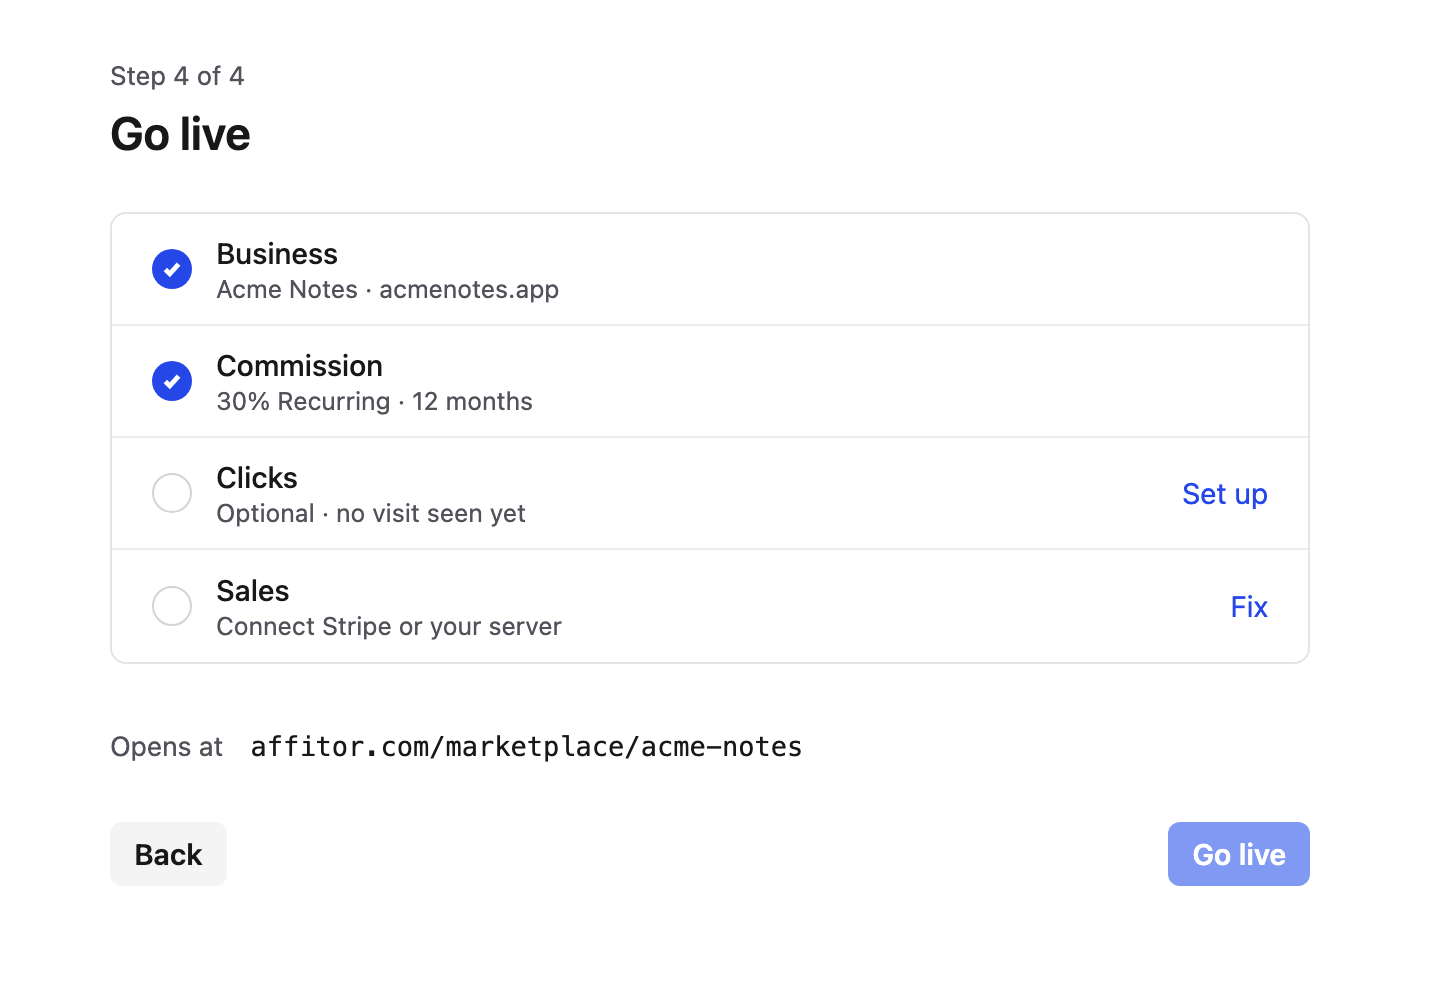 Step 4 of 4
Go live
Business
Acme Notes · acmenotes.app
Commission
30% Recurring · 12 months
Clicks
Optional · no visit seen yet
Set up
Sales
Connect Stripe or your server
Fix
Opens at affitor.com/marketplace/acme-notes
Back
Go live